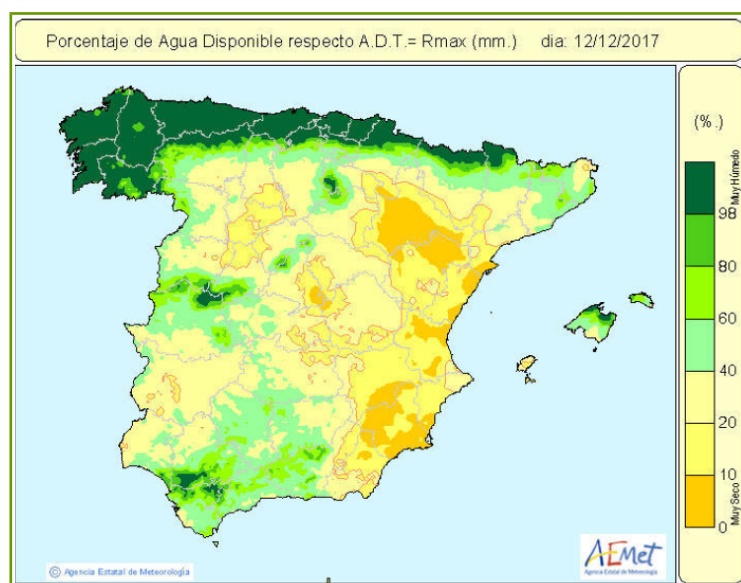 Porcentaje de Agua Disponible respecto A.D.T.= Rmax (mm.) dia: 12/12/2017
(%.)
Muy Húmedo
98
80
60
40
20
10
Muy Seco
0
© Agencia Estatal de Meteorología
AEMet
Agencia Estatal de Meteorología